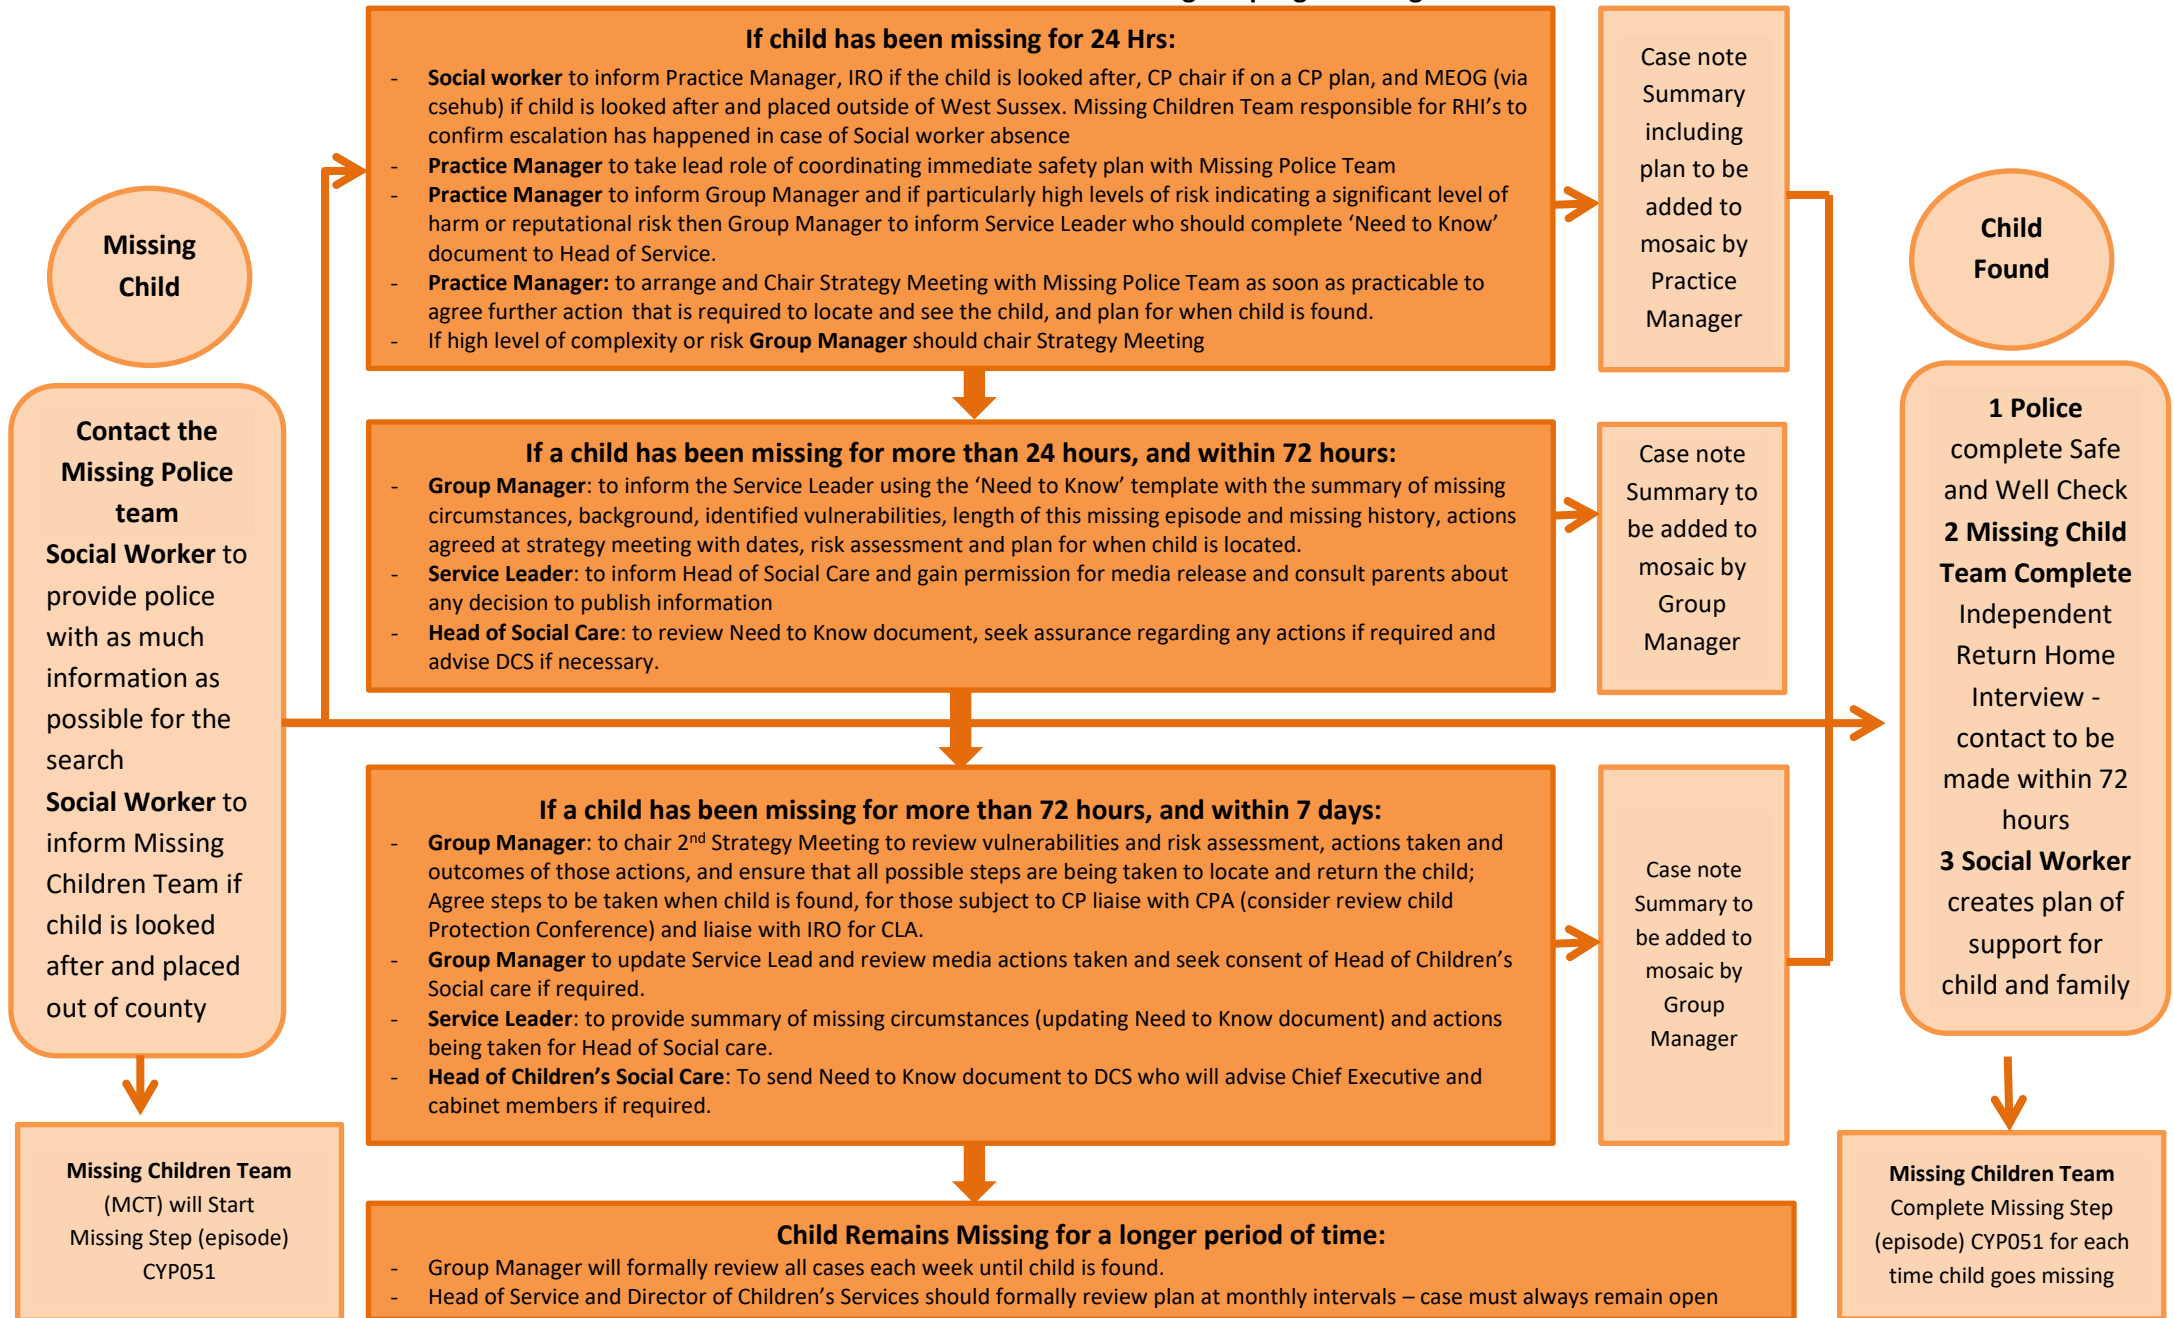 If child has been missing for 24 Hrs:
- Social worker to inform Practice Manager, IRO if the child is looked after, CP chair if on a CP plan, and MEOG (via
csehub) if child is looked after and placed outside of West Sussex. Missing Children Team responsible for RHI's to
confirm escalation has happened in case of Social worker absence
- Practice Manager to take lead role of coordinating immediate safety plan with Missing Police Team
- Practice Manager to inform Group Manager and if particularly high levels of risk indicating a significant level of
harm or reputational risk then Group Manager to inform Service Leader who should complete ‘Need to Know’
document to Head of Service.
- Practice Manager: to arrange and Chair Strategy Meeting with Missing Police Team as soon as practicable to
agree further action that is required to locate and see the child, and plan for when child is found.
- If high level of complexity or risk Group Manager should chair Strategy Meeting
Case note
Summary
including
plan to be
added to
mosaic by
Practice
Manager
Missing
Child
Child
Found
Contact the
Missing Police
team
Social Worker to
provide police
with as much
information as
possible for the
search
Social Worker to
inform Missing
Children Team if
child is looked
after and placed
out of county
If a child has been missing for more than 24 hours, and within 72 hours:
- Group Manager: to inform the Service Leader using the ‘Need to Know’ template with the summary of missing
circumstances, background, identified vulnerabilities, length of this missing episode and missing history, actions
agreed at strategy meeting with dates, risk assessment and plan for when child is located.
- Service Leader: to inform Head of Social Care and gain permission for media release and consult parents about
any decision to publish information
- Head of Social Care: to review Need to Know document, seek assurance regarding any actions if required and
advise DCS if necessary.
Case note
Summary to
be added to
mosaic by
Group
Manager
1 Police
complete Safe
and Well Check
2 Missing Child
Team Complete
Independent
Return Home
Interview -
contact to be
made within 72
hours
3 Social Worker
creates plan of
support for
child and family
If a child has been missing for more than 72 hours, and within 7 days:
- Group Manager: to chair 2nd Strategy Meeting to review vulnerabilities and risk assessment, actions taken and
outcomes of those actions, and ensure that all possible steps are being taken to locate and return the child;
Agree steps to be taken when child is found, for those subject to CP liaise with CPA (consider review child
Protection Conference) and liaise with IRO for CLA.
- Group Manager to update Service Lead and review media actions taken and seek consent of Head of Children’s
Social care if required.
- Service Leader: to provide summary of missing circumstances (updating Need to Know document) and actions
being taken for Head of Social care.
- Head of Children’s Social Care: To send Need to Know document to DCS who will advise Chief Executive and
cabinet members if required.
Case note
Summary to
be added to
mosaic by
Group
Manager
Missing Children Team
(MCT) will Start
Missing Step (episode)
CYP051
Child Remains Missing for a longer period of time:
- Group Manager will formally review all cases each week until child is found.
- Head of Service and Director of Children’s Services should formally review plan at monthly intervals – case must always remain open
Missing Children Team
Complete Missing Step
(episode) CYP051 for each
time child goes missing